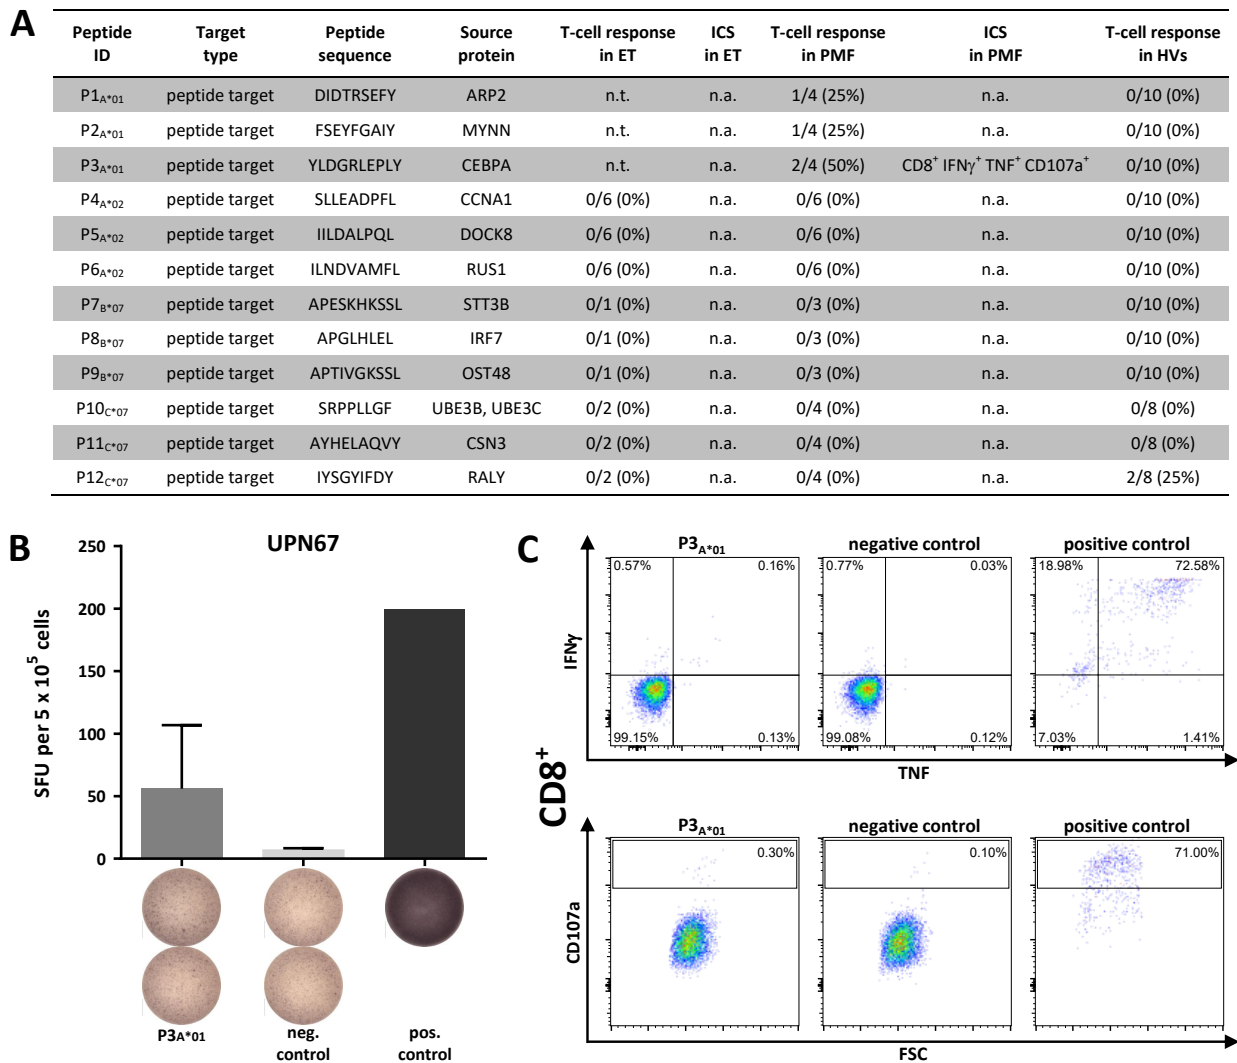 A
Peptide ID | Target type | Peptide sequence | Source protein | T-cell response in ET | ICS in ET | T-cell response in PMF | ICS in PMF | T-cell response in HVs
P1A*01 | peptide target | DIDTRSEFY | ARP2 | n.t. | n.a. | 1/4 (25%) | n.a. | 0/10 (0%)
P2A*01 | peptide target | FSEYFGAIY | MYNN | n.t. | n.a. | 1/4 (25%) | n.a. | 0/10 (0%)
P3A*01 | peptide target | YLDGRLEPLY | CEBPA | n.t. | n.a. | 2/4 (50%) | CD8+ IFNγ+ TNF+ CD107a+ | 0/10 (0%)
P4A*02 | peptide target | SLLEADPFL | CCNA1 | 0/6 (0%) | n.a. | 0/6 (0%) | n.a. | 0/10 (0%)
P5A*02 | peptide target | IILDALPQL | DOCK8 | 0/6 (0%) | n.a. | 0/6 (0%) | n.a. | 0/10 (0%)
P6A*02 | peptide target | ILNDVAMFL | RUS1 | 0/6 (0%) | n.a. | 0/6 (0%) | n.a. | 0/10 (0%)
P7B*07 | peptide target | APESKHKSSL | STT3B | 0/1 (0%) | n.a. | 0/3 (0%) | n.a. | 0/10 (0%)
P8B*07 | peptide target | APGLHLEL | IRF7 | 0/1 (0%) | n.a. | 0/3 (0%) | n.a. | 0/10 (0%)
P9B*07 | peptide target | APTIVGKSSL | OST48 | 0/1 (0%) | n.a. | 0/3 (0%) | n.a. | 0/10 (0%)
P10C*07 | peptide target | SRPPLLGF | UBE3B, UBE3C | 0/2 (0%) | n.a. | 0/4 (0%) | n.a. | 0/8 (0%)
P11C*07 | peptide target | AYHELAQVY | CSN3 | 0/2 (0%) | n.a. | 0/4 (0%) | n.a. | 0/8 (0%)
P12C*07 | peptide target | IYSGYIFDY | RALY | 0/2 (0%) | n.a. | 0/4 (0%) | n.a. | 2/8 (25%)
B
UPN67
SFU per 5 x 10⁵ cells
250
200
150
100
50
0
P3A*01
neg. control
pos. control
C
CD8+
P3A*01 negative control positive control
0.57% 0.16% 0.77% 0.03% 18.98% 72.58%
IFNγ
99.15% 0.13% 99.08% 0.12% 7.03% 1.41%
TNF
P3A*01 negative control positive control
0.30% 0.10% 71.00%
CD107a
FSC